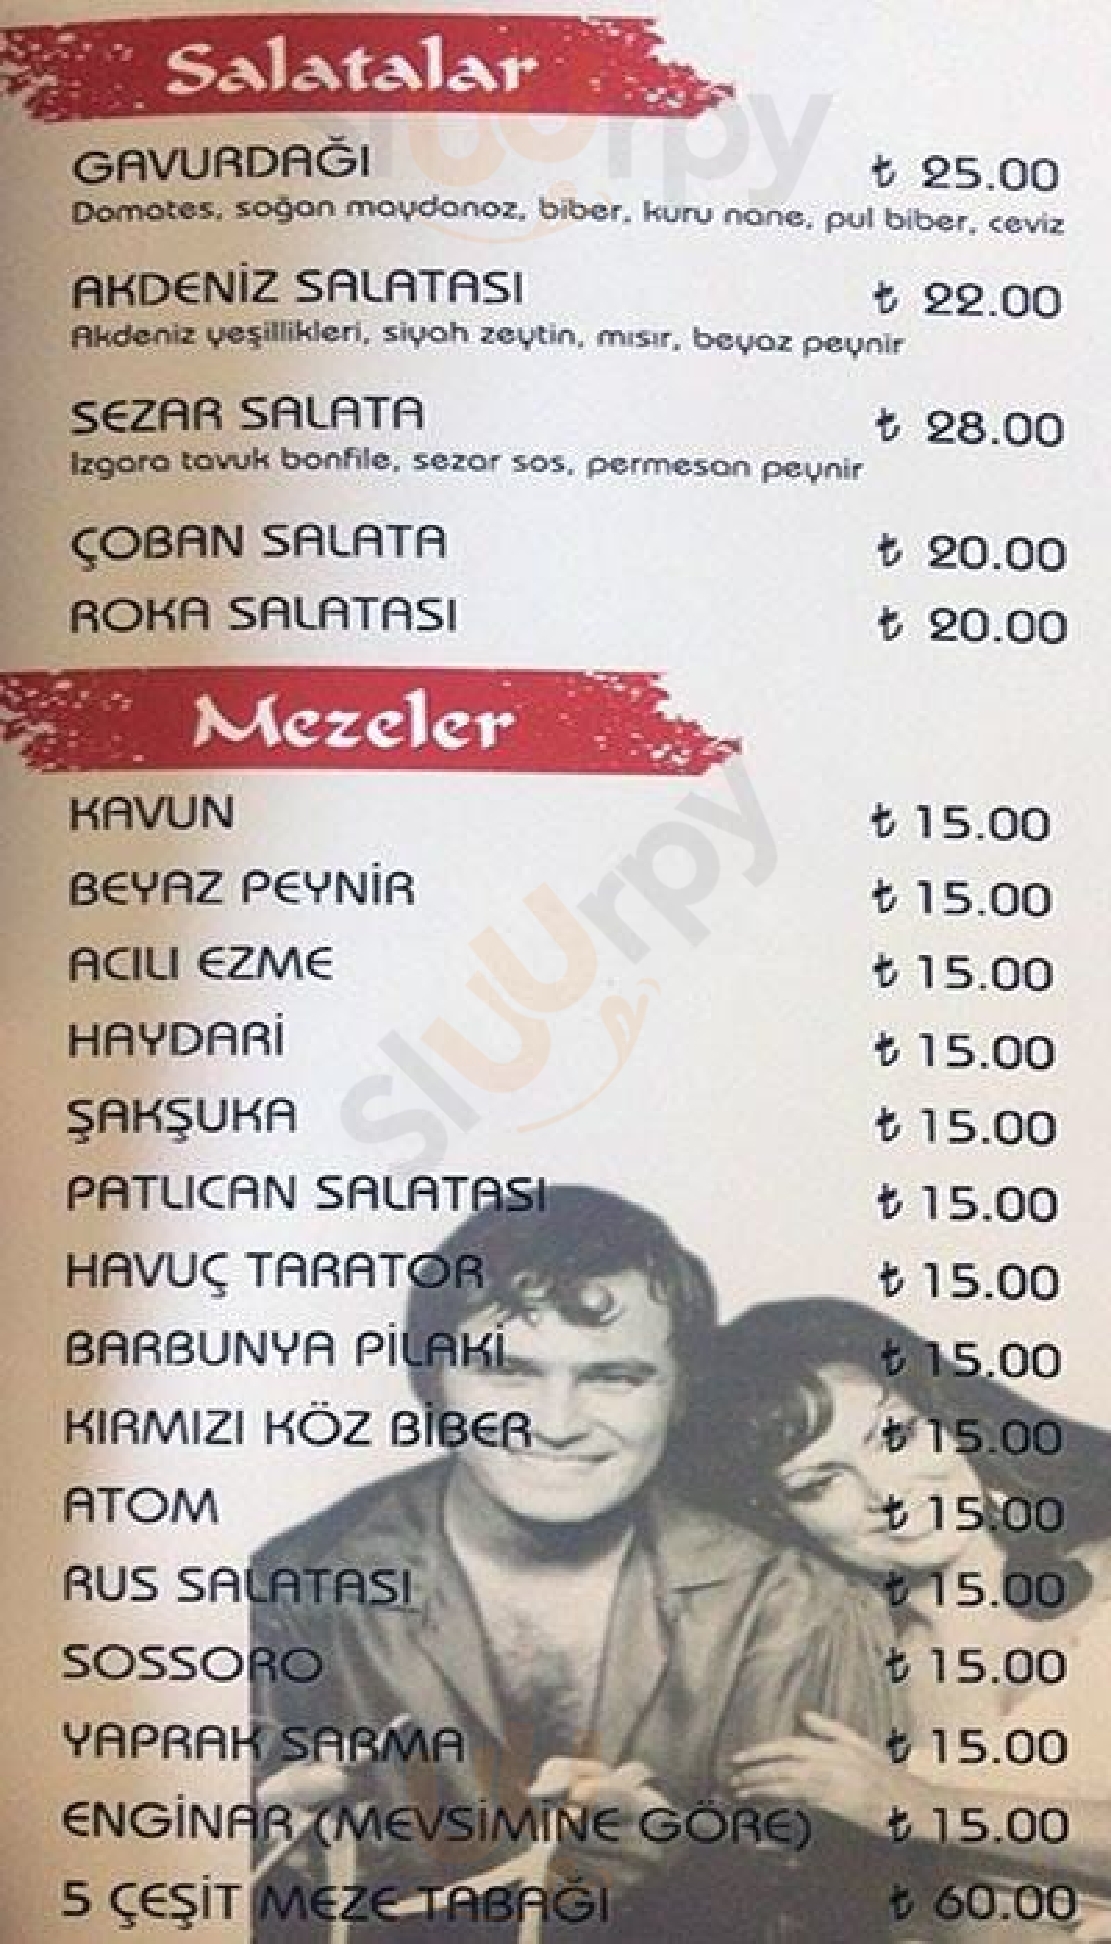 Salatalar
GAVURDAĞI ₺ 25.00
Domates, soğan maydanoz, biber, kuru nane, pul biber, ceviz
AKDENİZ SALATASI ₺ 22.00
Akdeniz yeşillikleri, siyah zeytin, mısır, beyaz peynir
SEZAR SALATA ₺ 28.00
Izgara tavuk bonfile, sezar sos, permesan peynir
ÇOBAN SALATA ₺ 20.00
ROKA SALATASI ₺ 20.00
Mezeler
KAVUN ₺ 15.00
BEYAZ PEYNİR ₺ 15.00
ACILI EZME ₺ 15.00
HAYDARİ ₺ 15.00
ŞAKŞUKA ₺ 15.00
sluurpy
PATLICAN SALATASI ₺ 15.00
HAVUÇ TARATOR ₺ 15.00
BARBUNYA PİLAKİ ₺ 15.00
KIRMIZI KÖZ BİBER ₺ 15.00
ATOM ₺ 15.00
RUS SALATASI ₺ 15.00
SOSSORO ₺ 15.00
YAPRAK SARMA ₺ 15.00
ENGİNAR (MEVSİMİNE GÖRE) ₺ 15.00
5 ÇEŞİT MEZE TABAĞI ₺ 60.00